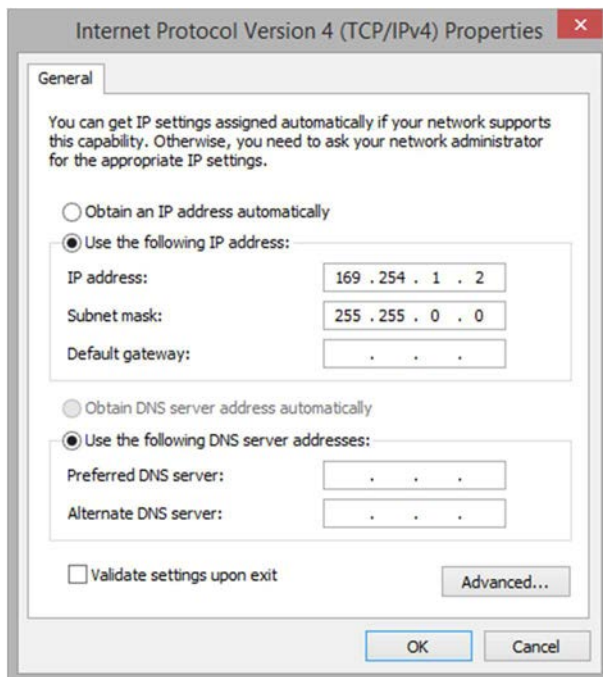 Internet Protocol Version 4 (TCP/IPv4) Properties
General
You can get IP settings assigned automatically if your network supports
this capability. Otherwise, you need to ask your network administrator
for the appropriate IP settings.
Obtain an IP address automatically
Use the following IP address:
IP address: 169 . 254 . 1 . 2
Subnet mask: 255 . 255 . 0 . 0
Default gateway: . . .
Obtain DNS server address automatically
Use the following DNS server addresses:
Preferred DNS server: . . .
Alternate DNS server: . . .
Validate settings upon exit
Advanced...
OK Cancel